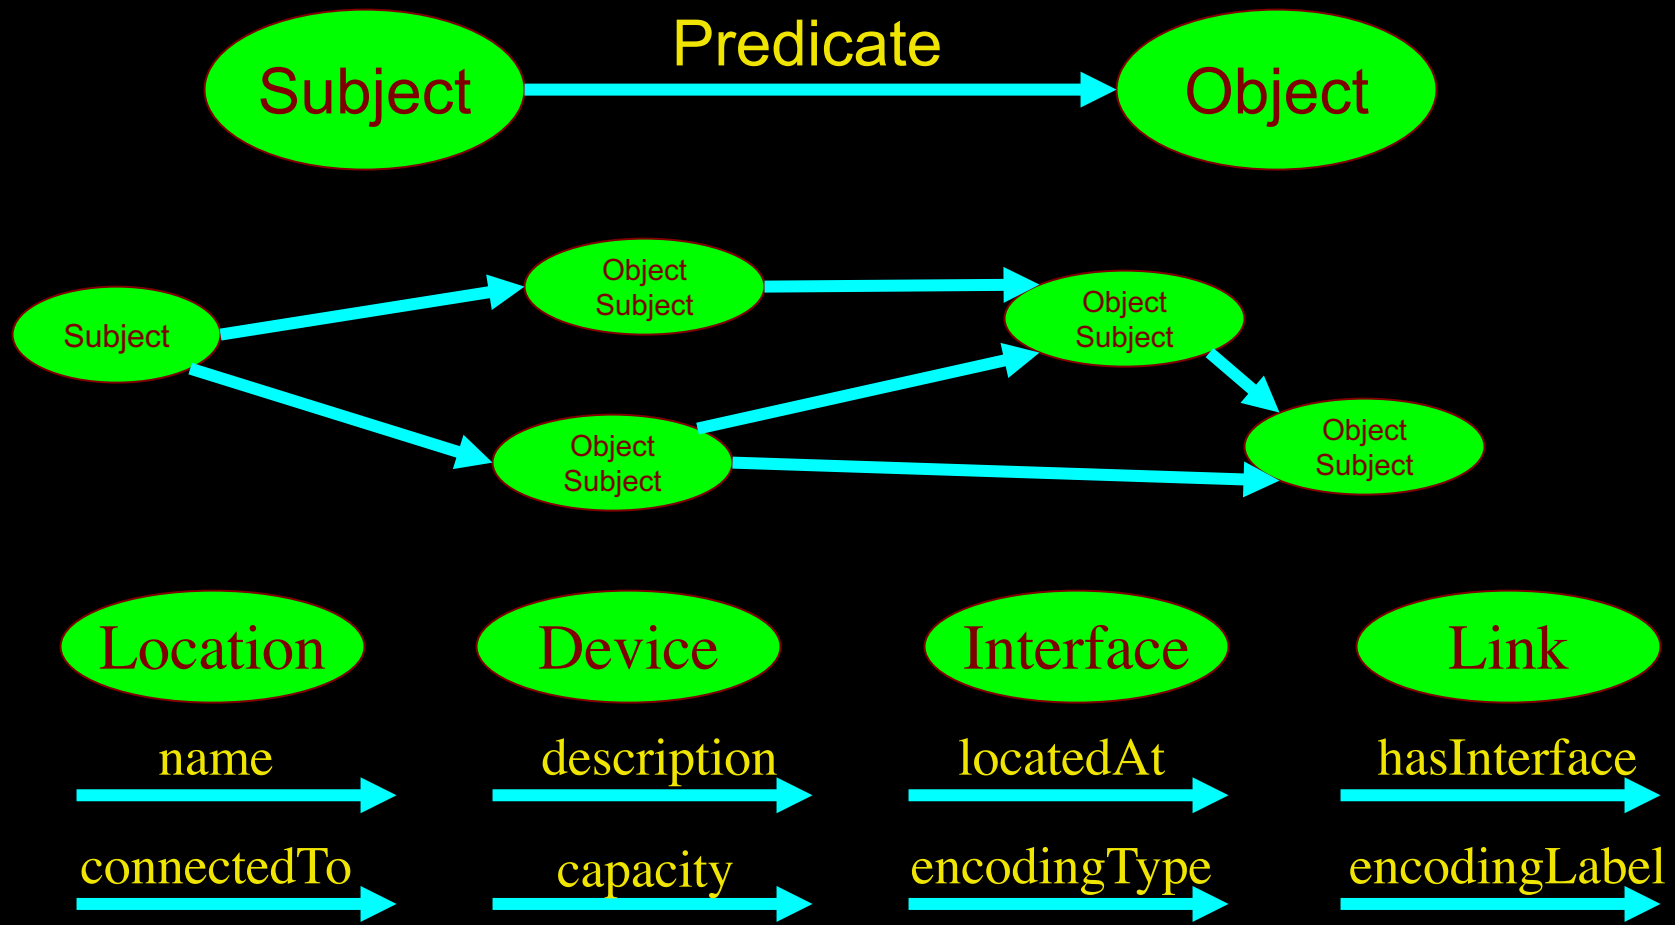 Predicate
Subject
Object
Object
Subject
Object
Subject
Subject
Object
Subject
Object
Subject
Location
Device
Interface
Link
name
description
locatedAt
hasInterface
connectedTo
capacity
encodingType
encodingLabel